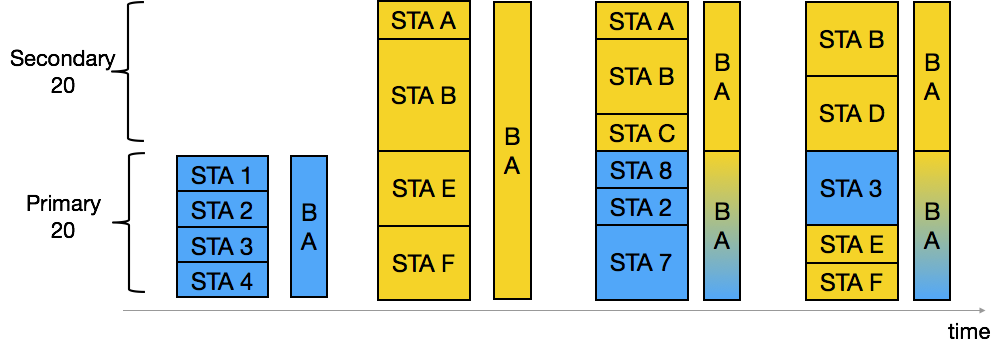 Secondary
20
Primary
20
STA 1
STA 2
STA 3
STA 4
B
A
STA A
STA B
STA E
STA F
B
A
STA A
STA B
STA C
STA 8
STA 2
STA 7
B
A
B
A
STA B
STA D
STA 3
STA E
STA F
B
A
B
A
time